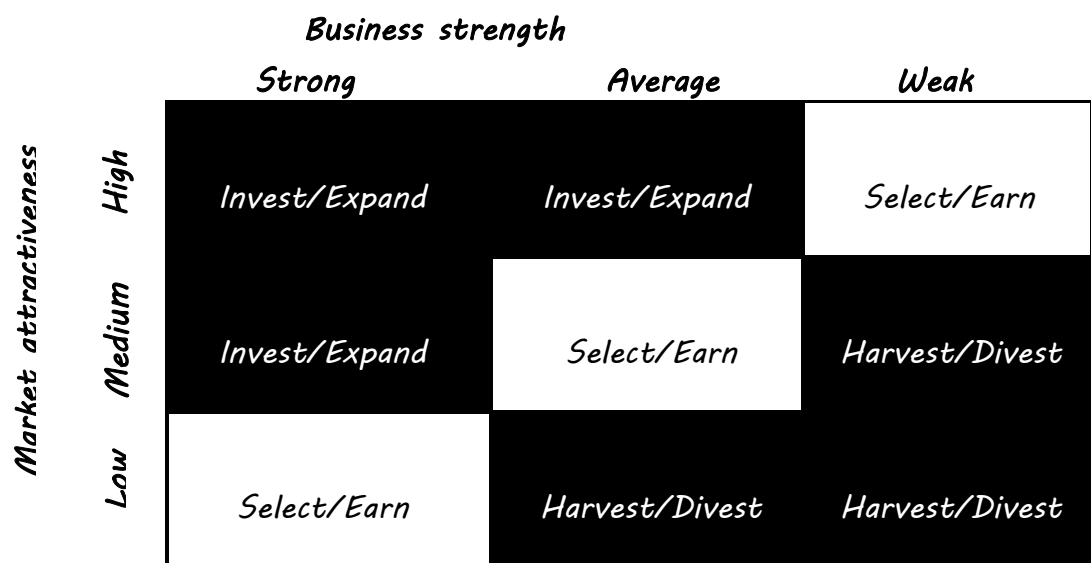 Business strength
Strong Average Weak
Market attractiveness
High
Invest/Expand Invest/Expand Select/Earn
Medium
Invest/Expand Select/Earn Harvest/Divest
Low
Select/Earn Harvest/Divest Harvest/Divest